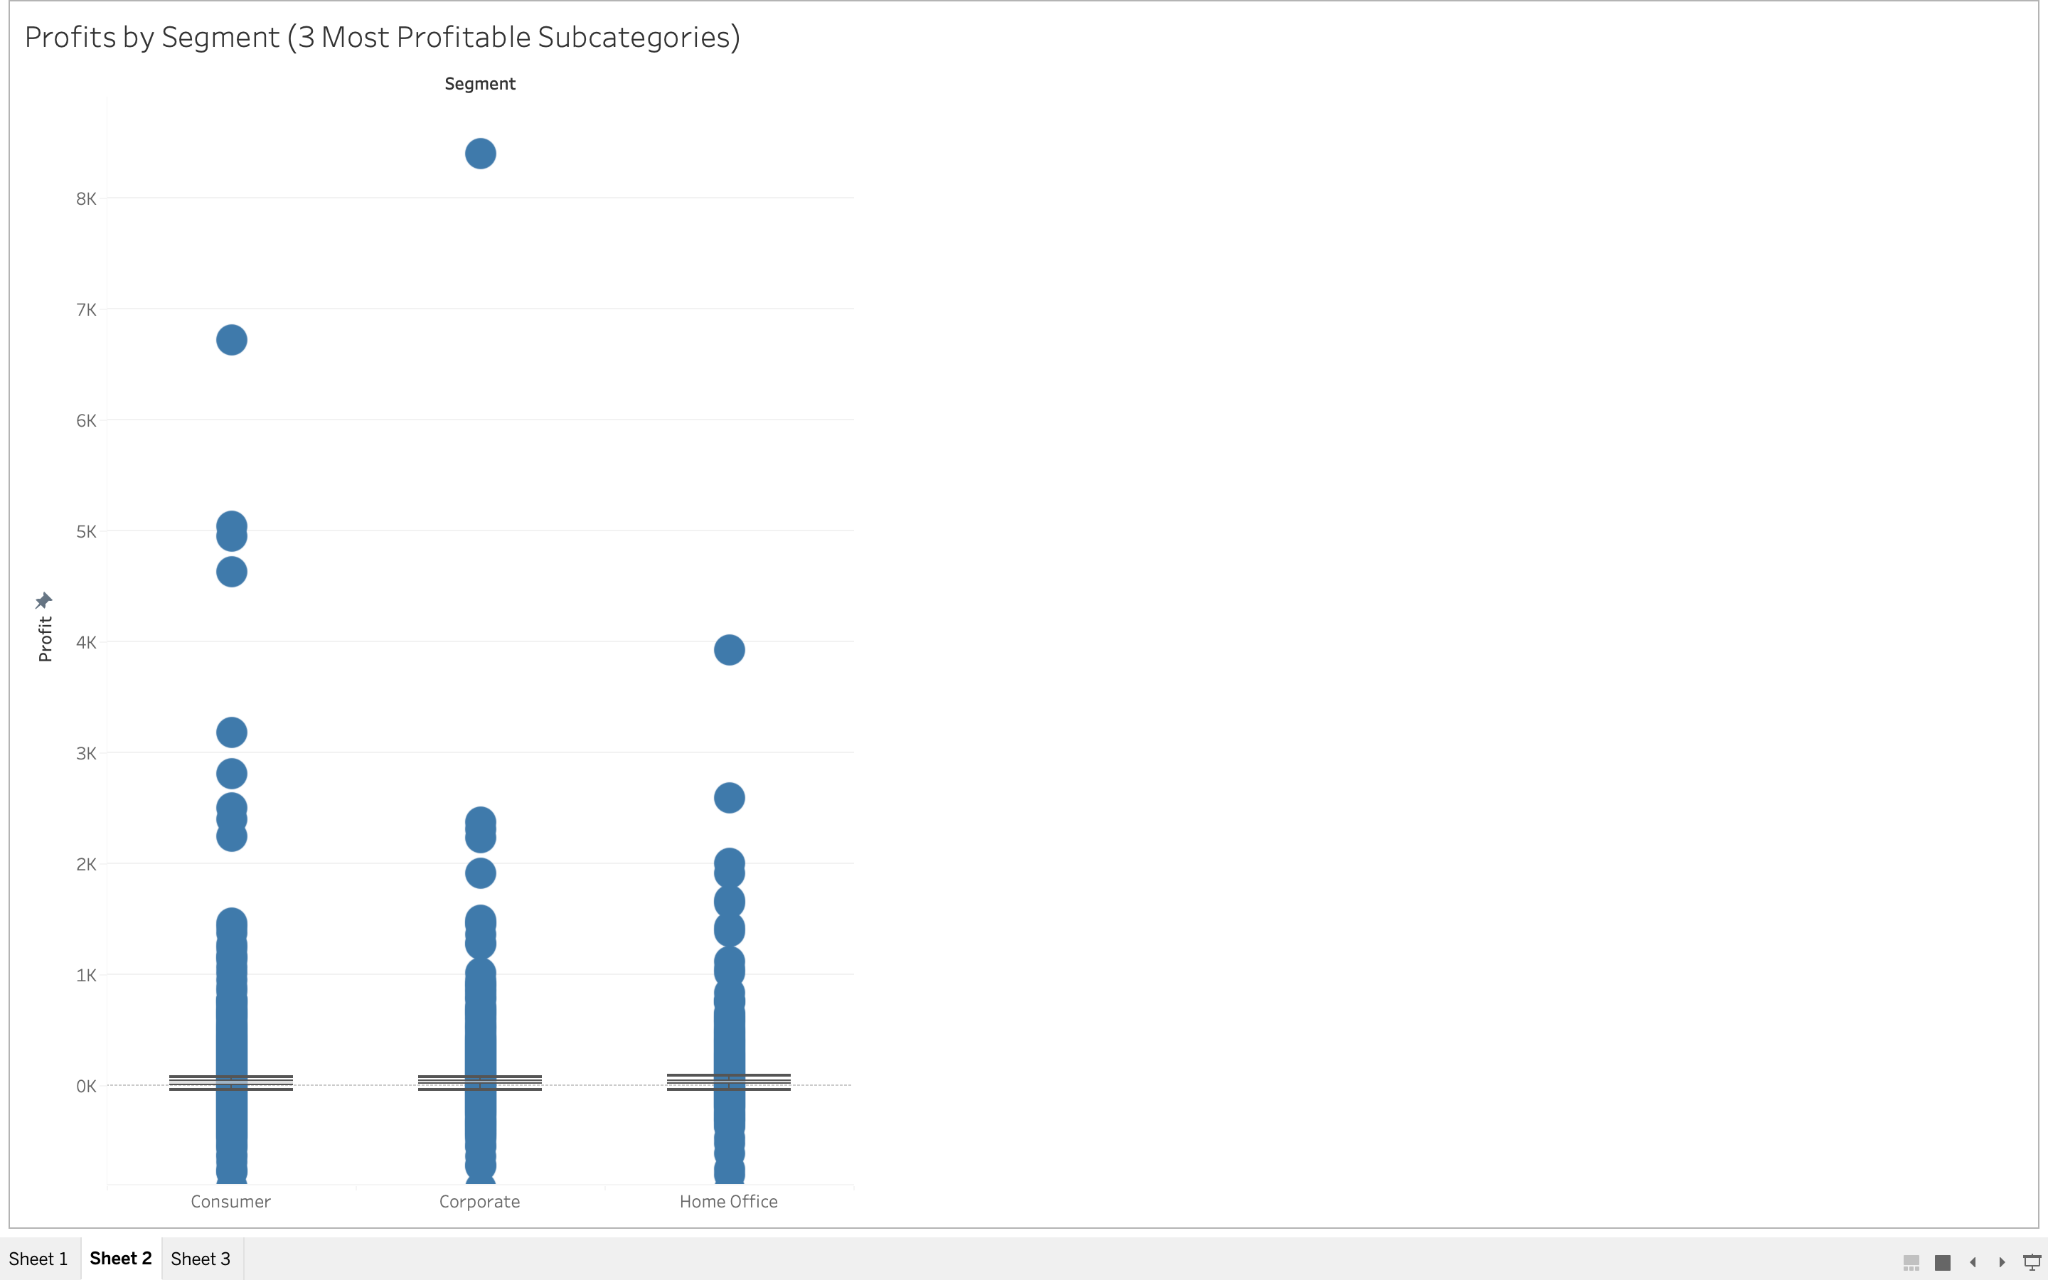 Profits by Segment (3 Most Profitable Subcategories)
Segment
8K
7K
6K
5K
4K
3K
2K
1K
0K
Profit
Consumer Corporate Home Office
Sheet 1 Sheet 2 Sheet 3